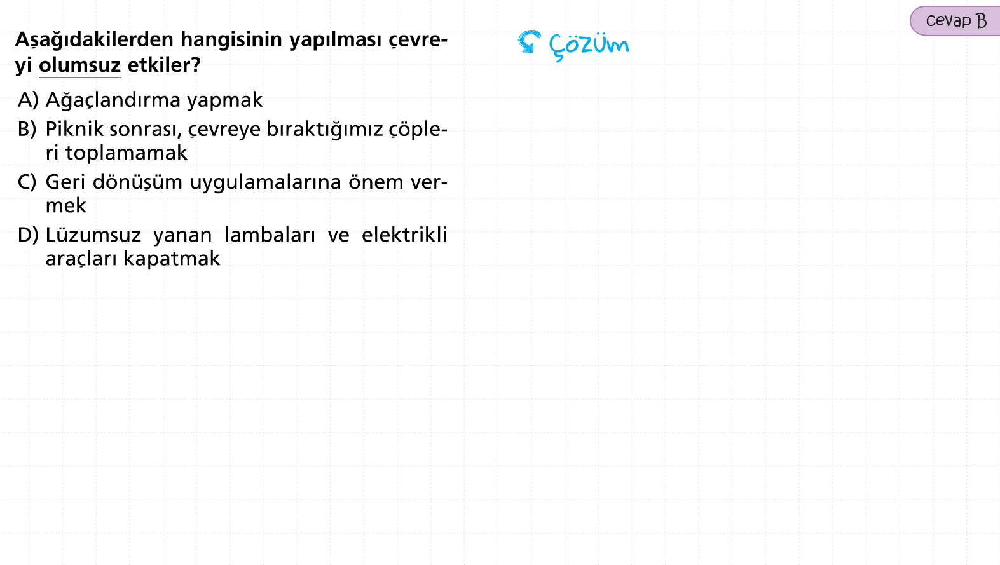 Aşağıdakilerden hangisinin yapılması çevre-
yi olumsuz etkiler?
A) Ağaçlandırma yapmak
B) Piknik sonrası, çevreye bıraktığımız çöple-
ri toplamamak
C) Geri dönüşüm uygulamalarına önem ver-
mek
D) Lüzumsuz yanan lambaları ve elektrikli
araçları kapatmak
Çözüm
Cevap B